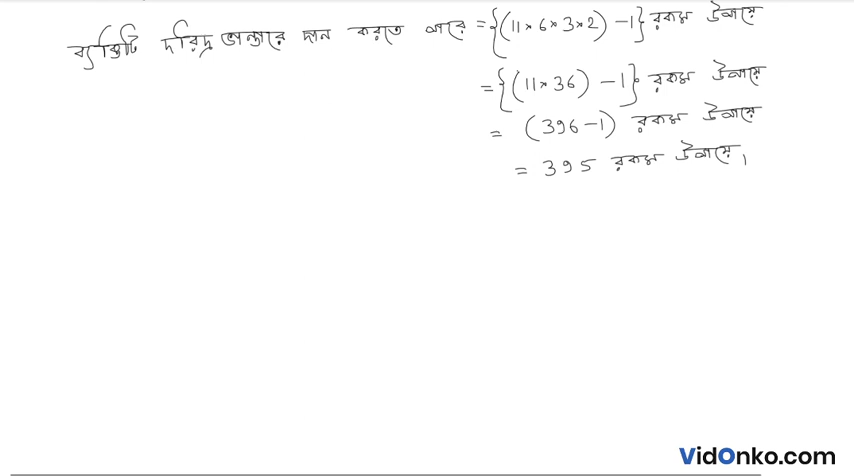 ব্যক্তিটি দরিদ্র ভান্ডারে দান করতে পারে = {(11×6×3×2) -1} রকম উপায়ে
= {(11×36) -1} রকম উপায়ে
= (396-1) রকম উপায়ে
= 395 রকম উপায়ে,
VidOnko.com